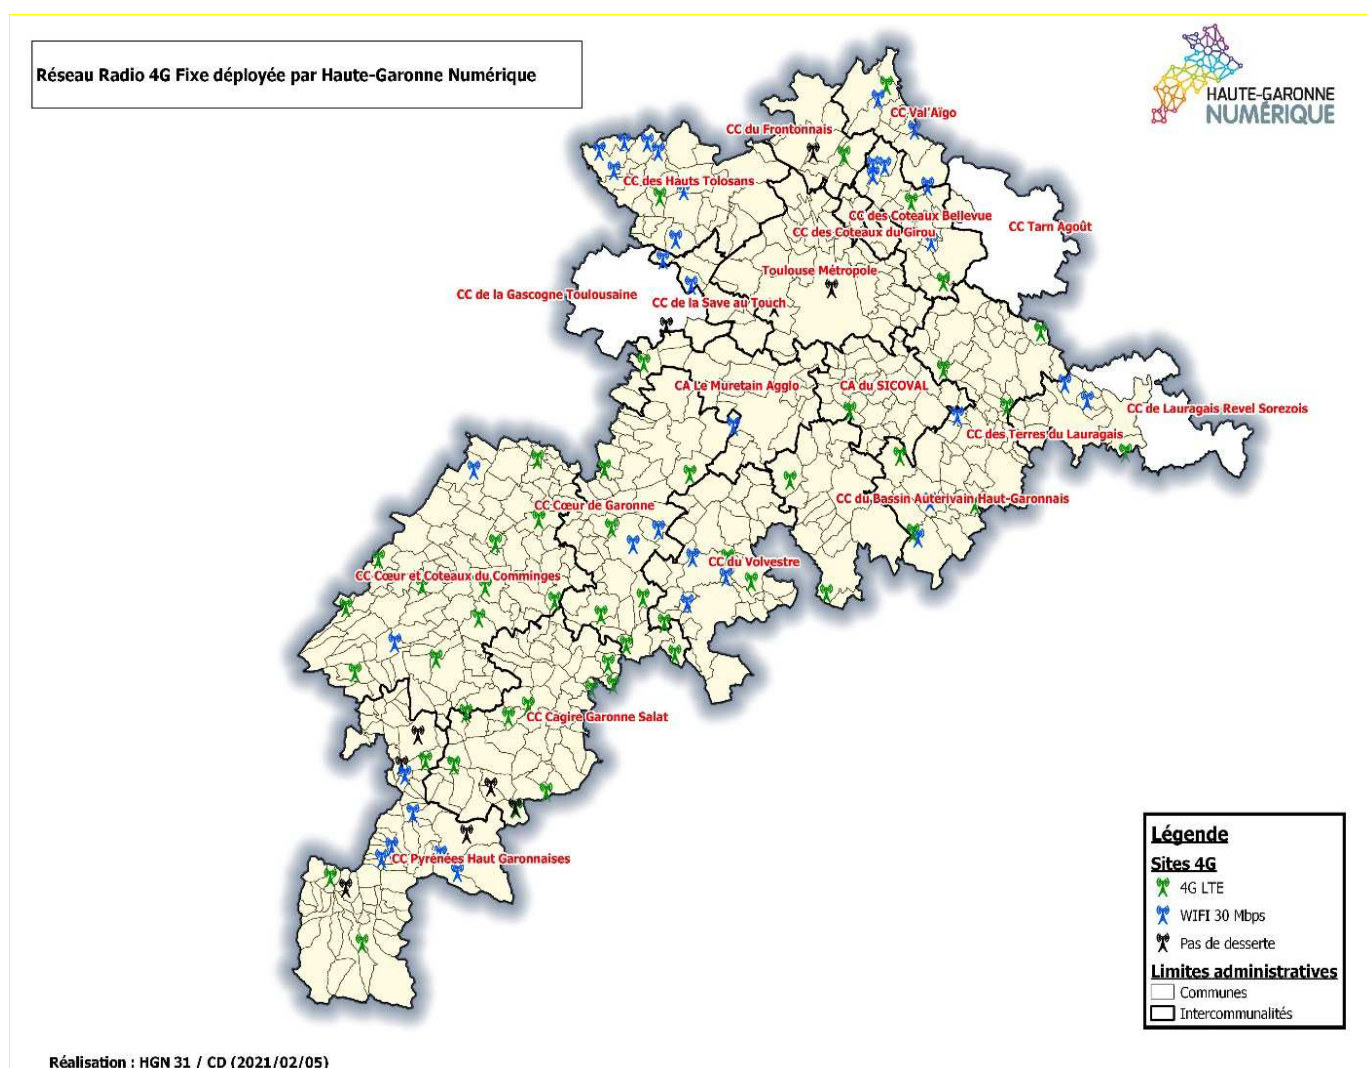 Réseau Radio 4G Fixe déployée par Haute-Garonne Numérique
HAUTE-GARONNE
NUMÉRIQUE
CC Val'Aïgo
CC du Frontonnais
CC des Hauts Tolosans
CC des Coteaux Bellevue
CC Tarn Agoût
CC des Coteaux du Girou
Toulouse Métropole
CC de la Gascogne Toulousaine
CC de la Save au Touch
CA Le Muretain Agglo
CA du SICOVAL
CC de Lauragais Revel Sorezois
CC des Terres du Lauragais
CC du Bassin Auterivain Haut-Garonnais
CC Cœur de Garonne
CC du Volvestre
CC Cœur et Coteaux du Comminges
CC Cagire Garonne Salat
CC Pyrénées Haut Garonnaises
Légende
Sites 4G
4G LTE
WIFI 30 Mbps
Pas de desserte
Limites administratives
Communes
Intercommunalités
Réalisation : HGN 31 / CD (2021/02/05)